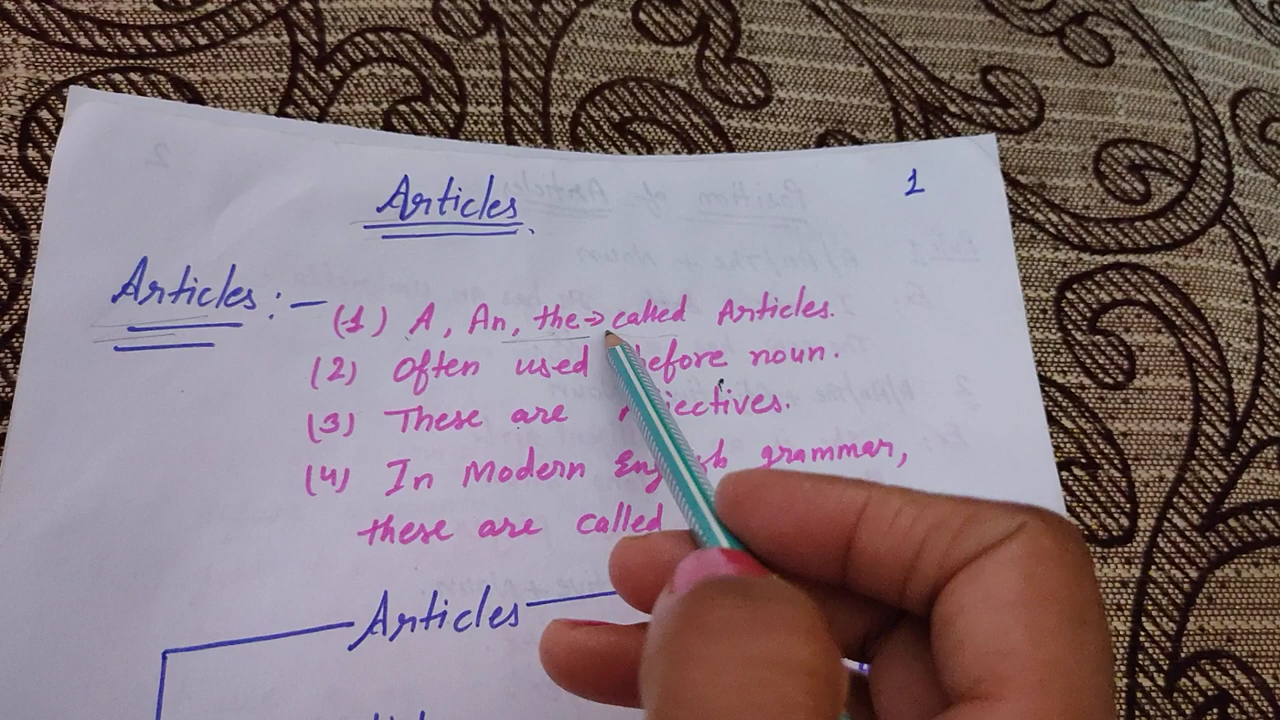 Articles
1
Articles:- (1) A, An, the→called Articles.
(2) Often used before noun.
(3) These are
(4) In Modern English grammar,
these are called
Articles